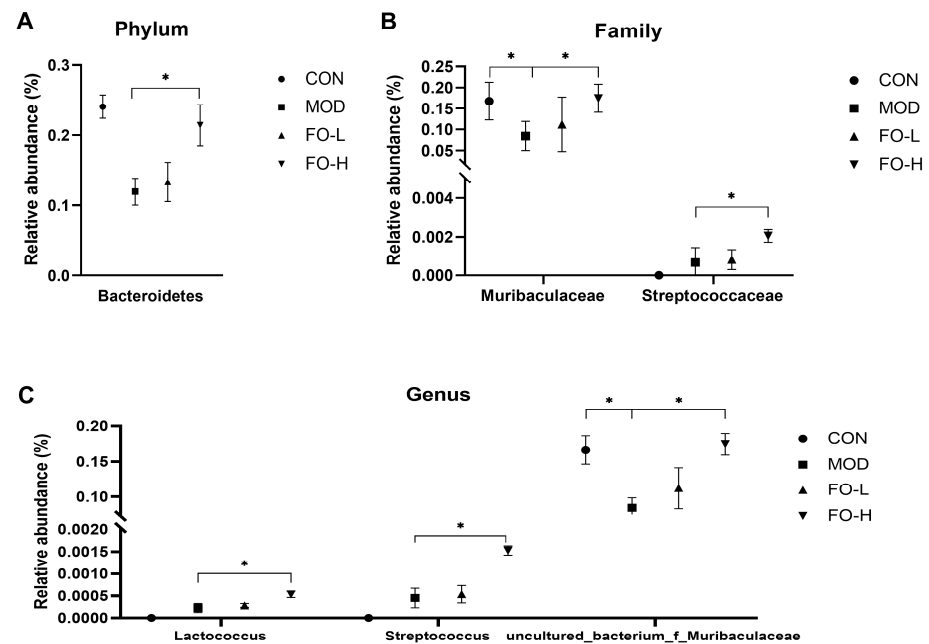 A
Phylum
Relative abundance (%)
0.3
0.2
0.1
0.0
*
Bacteroidetes
CON
MOD
FO-L
FO-H
B
Family
Relative abundance (%)
0.25
0.20
0.15
0.10
0.05
0.004
0.002
0.000
*
*
*
Muribaculaceae
Streptococcaceae
CON
MOD
FO-L
FO-H
C
Genus
Relative abundance (%)
0.20
0.15
0.10
0.0020
0.0015
0.0010
0.0005
0.0000
*
*
*
*
Lactococcus
Streptococcus
uncultured_bacterium_f_Muribaculaceae
CON
MOD
FO-L
FO-H